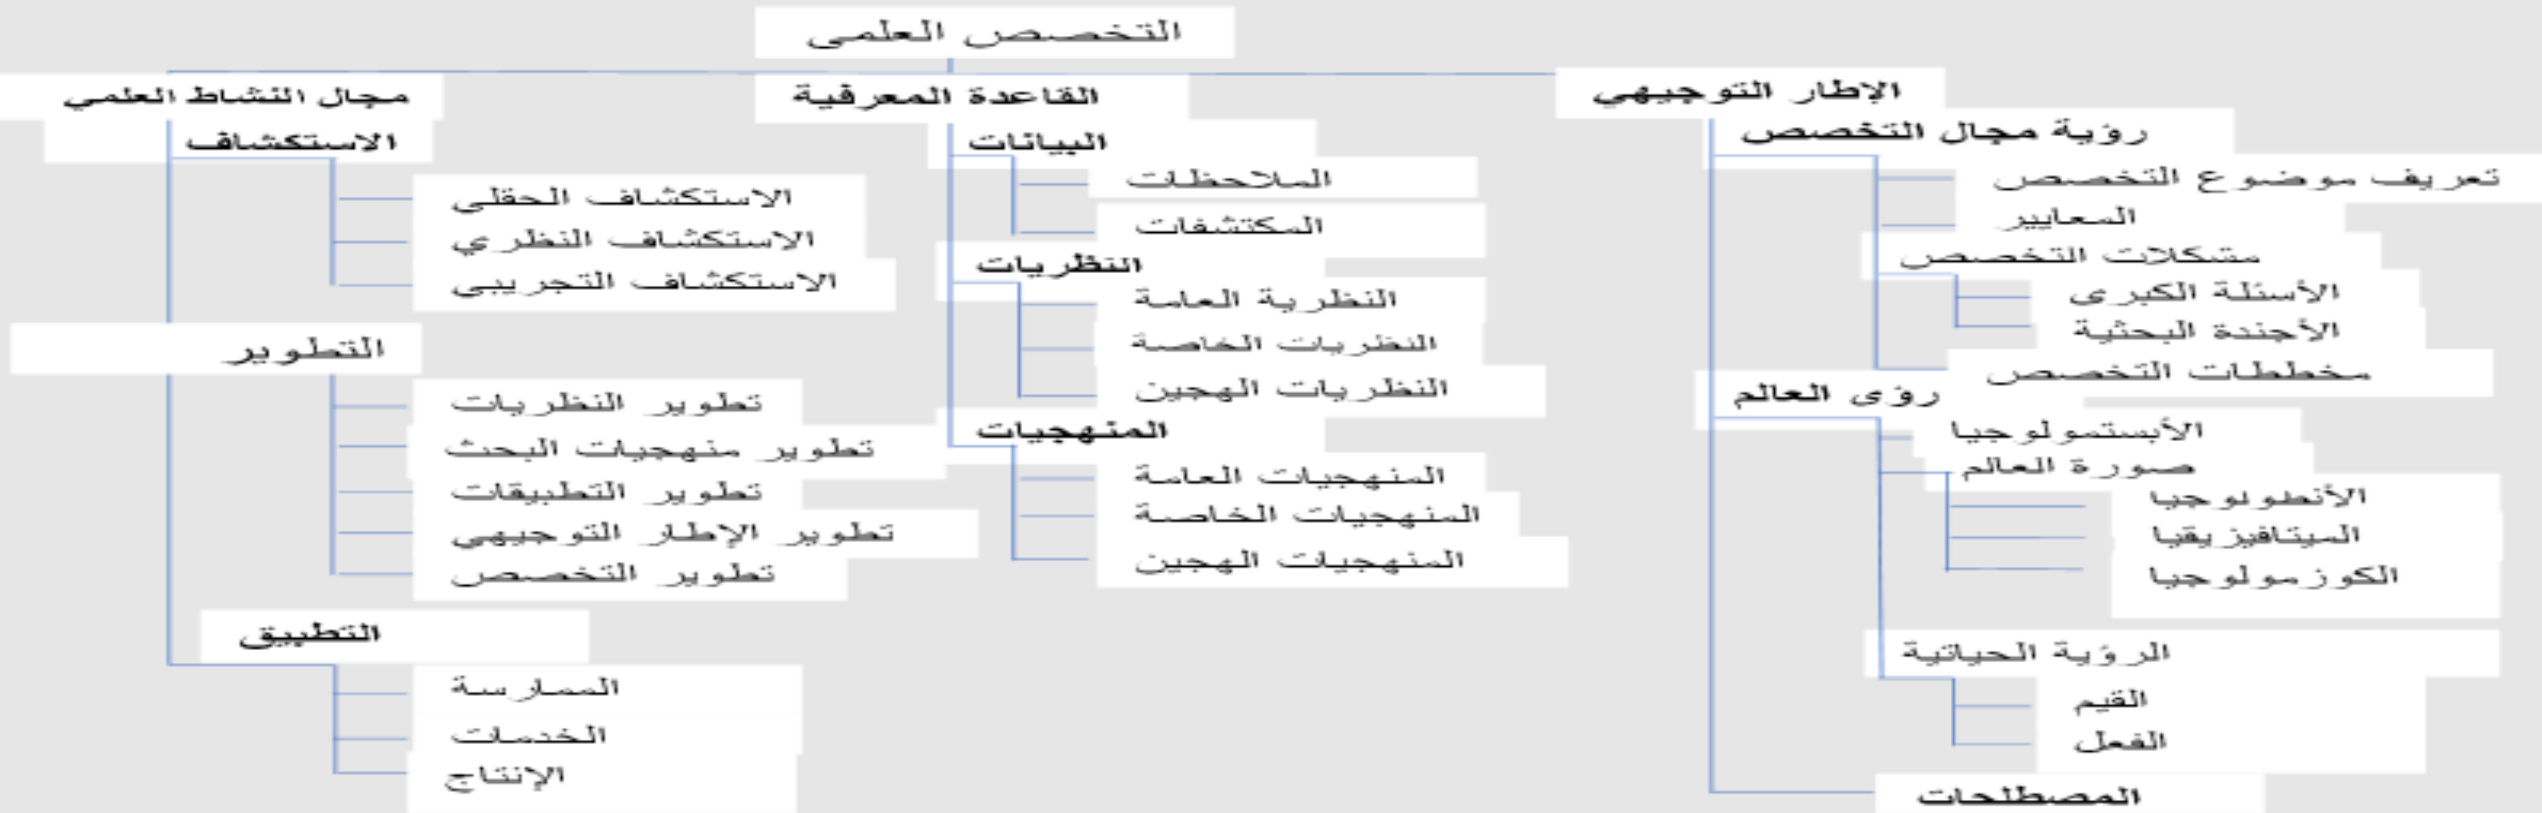 التخصص العلمي
الإطار التوجيهي
رؤية مجال التخصص
تعريف موضوع التخصص
المعايير
مشكلات التخصص
الأسئلة الكبرى
الأجندة البحثية
مخططات التخصص
رؤى العالم
الأبستمولوجيا
صورة العالم
الأنطولوجيا
الميتافيزيقيا
الكوزمولوجيا
الرؤية الحياتية
القيم
الفعل
المصطلحات
القاعدة المعرفية
البيانات
الملاحظات
المكتشفات
النظريات
النظرية العامة
النظريات الخاصة
النظريات الهجين
المنهجيات
المنهجيات العامة
المنهجيات الخاصة
المنهجيات الهجين
مجال النشاط العلمي
الاستكشاف
الاستكشاف الحقلي
الاستكشاف النظري
الاستكشاف التجريبي
التطوير
تطوير النظريات
تطوير منهجيات البحث
تطوير التطبيقات
تطوير الإطار التوجيهي
تطوير التخصص
التطبيق
الممارسة
الخدمات
الإنتاج